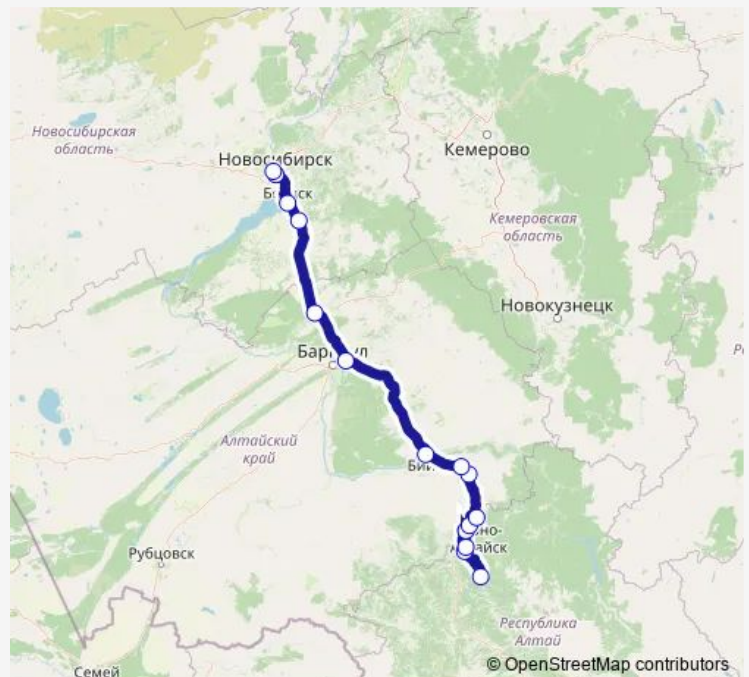 Новосибирская
область
Новосибирск
Кемерово
Кемеровская
область
Новокузнецк
Алтайский
край
Рубцовск
Республика
Алтай
Семей
© OpenStreetMap contributors